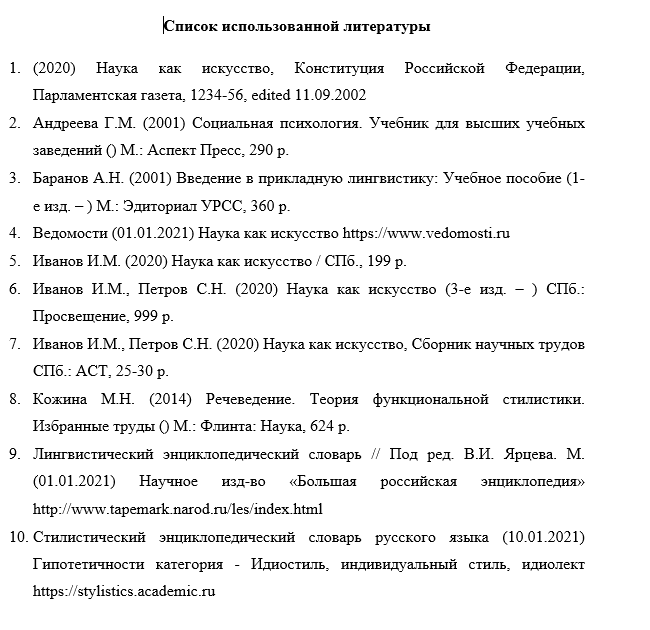 Список использованной литературы
1. (2020) Наука как искусство, Конституция Российской Федерации,
Парламентская газета, 1234-56, edited 11.09.2002
2. Андреева Г.М. (2001) Социальная психология. Учебник для высших учебных
заведений () М.: Аспект Пресс, 290 р.
3. Баранов А.Н. (2001) Введение в прикладную лингвистику: Учебное пособие (1-
е изд. – ) М.: Эдиториал УРСС, 360 р.
4. Ведомости (01.01.2021) Наука как искусство https://www.vedomosti.ru
5. Иванов И.М. (2020) Наука как искусство / СПб., 199 р.
6. Иванов И.М., Петров С.Н. (2020) Наука как искусство (3-е изд. – ) СПб.:
Просвещение, 999 р.
7. Иванов И.М., Петров С.Н. (2020) Наука как искусство, Сборник научных трудов
СПб.: АСТ, 25-30 р.
8. Кожина М.Н. (2014) Речеведение. Теория функциональной стилистики.
Избранные труды () М.: Флинта: Наука, 624 р.
9. Лингвистический энциклопедический словарь // Под ред. В.И. Ярцева. М.
(01.01.2021) Научное изд-во «Большая российская энциклопедия»
http://www.tapemark.narod.ru/les/index.html
10. Стилистический энциклопедический словарь русского языка (10.01.2021)
Гипотетичности категория - Идиостиль, индивидуальный стиль, идиолект
https://stylistics.academic.ru